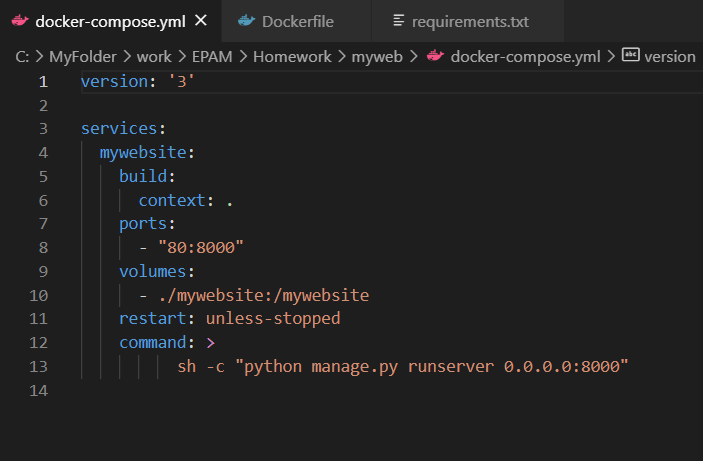 docker-compose.yml Dockerfile requirements.txt
C: > MyFolder > work > EPAM > Homework > myweb > docker-compose.yml > abc version
1 version: '3'
2
3 services:
4   mywebsite:
5     build:
6       context: .
7     ports:
8       - "80:8000"
9     volumes:
10       - ./mywebsite:/mywebsite
11     restart: unless-stopped
12     command: >
13           sh -c "python manage.py runserver 0.0.0.0:8000"
14